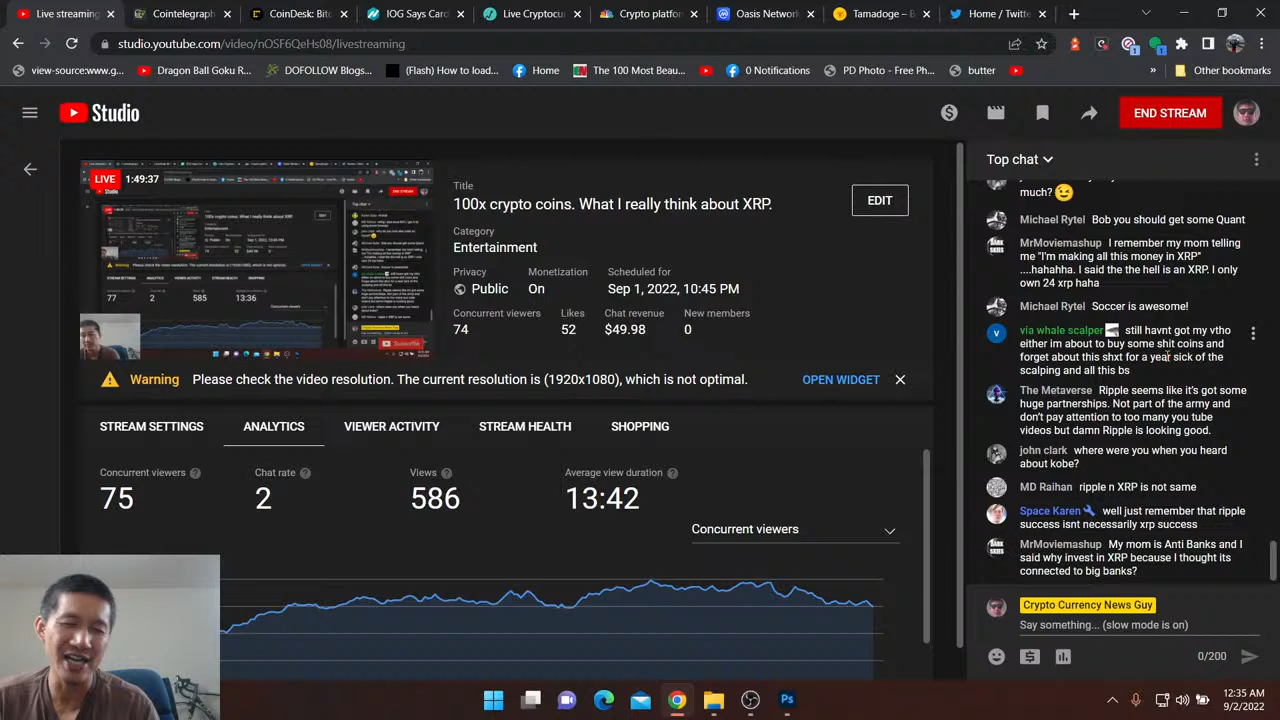 Live streaming
Cointelegraph
CoinDesk: Bitc
IOG Says Card
Live Cryptocur
Crypto platfor
Oasis Network
Tamadoge – B
Home / Twitte
studio.youtube.com/video/nOSF6QeHs08/livestreaming
view-source:www.g...
Dragon Ball Goku R...
DOFOLLOW Blogs...
(Flash) How to load...
Home
The 100 Most Beau...
0 Notifications
PD Photo - Free Ph...
butter
»
Other bookmarks
Studio
END STREAM
LIVE 1:49:37
Title
100x crypto coins. What I really think about XRP.
EDIT
Category
Entertainment
Privacy
Public
Monetization
On
Scheduled for
Sep 1, 2022, 10:45 PM
Concurrent viewers
74
Likes
52
Chat revenue
$49.98
New members
0
Warning Please check the video resolution. The current resolution is (1920x1080), which is not optimal.
OPEN WIDGET
STREAM SETTINGS
ANALYTICS
VIEWER ACTIVITY
STREAM HEALTH
SHOPPING
Concurrent viewers
75
Chat rate
2
Views
586
Average view duration
13:42
Concurrent viewers
Top chat
much?
Michael Rytel Bob you should get some Quant
MrMoviemashup I remember my mom telling
me "I'm making all this money in XRP"
....hahahha I said the the hell is an XRP. I only
own 24 xrp hahah
Michael Rytel Soccer is awesome!
via whale scalper still havnt got my vtho
either im about to buy some shit coins and
forget about this shxt for a year sick of the
scalping and all this bs
The Metaverse Ripple seems like it's got some
huge partnerships. Not part of the army and
don't pay attention to too many you tube
videos but damn Ripple is looking good.
john clark where were you when you heard
about kobe?
MD Raihan ripple n XRP is not same
Space Karen well just remember that ripple
success isnt necessarily xrp success
MrMoviemashup My mom is Anti Banks and I
said why invest in XRP because I thought its
connected to big banks?
Crypto Currency News Guy
Say something... (slow mode is on)
0/200
12:35 AM
9/2/2022